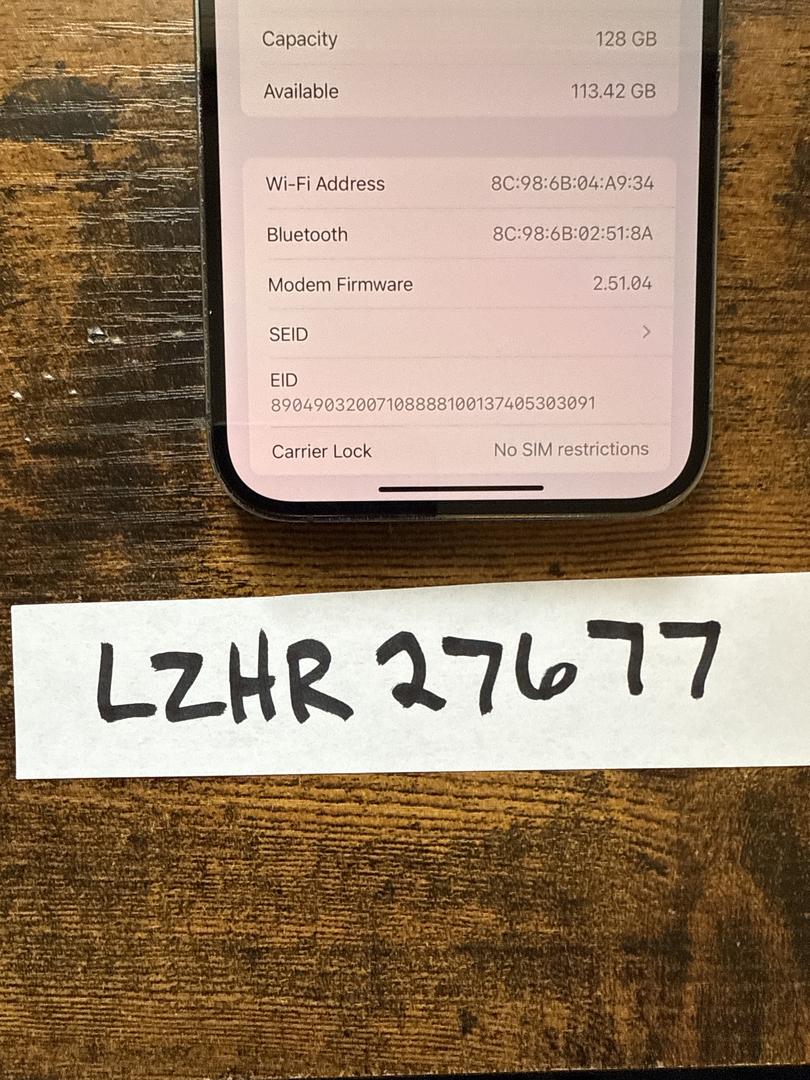 Capacity 128 GB
Available 113.42 GB
Wi-Fi Address 8C:98:6B:04:A9:34
Bluetooth 8C:98:6B:02:51:8A
Modem Firmware 2.51.04
SEID >
EID
89049032007108888100137405303091
Carrier Lock No SIM restrictions
LZHR 27677